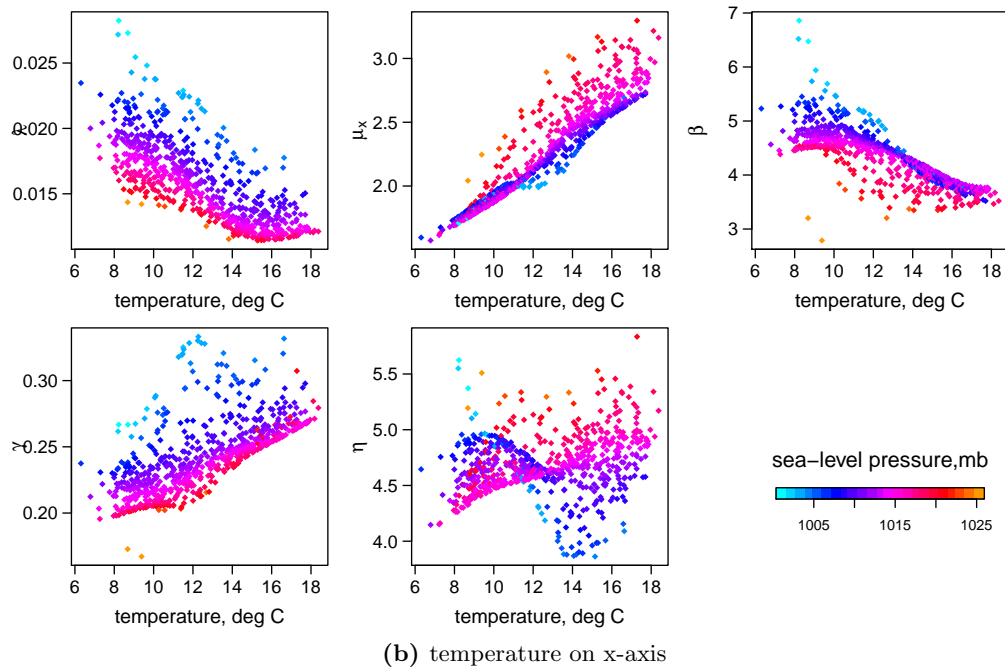 0.025
0.020
0.015
6 8 10 12 14 16 18
temperature, deg C
μx
3.0
2.5
2.0
6 8 10 12 14 16 18
temperature, deg C
β
7
6
5
4
3
6 8 10 12 14 16 18
temperature, deg C
γ
0.30
0.25
0.20
6 8 10 12 14 16 18
temperature, deg C
η
5.5
5.0
4.5
4.0
6 8 10 12 14 16 18
temperature, deg C
sea−level pressure,mb
1005 1015 1025
(b) temperature on x-axis